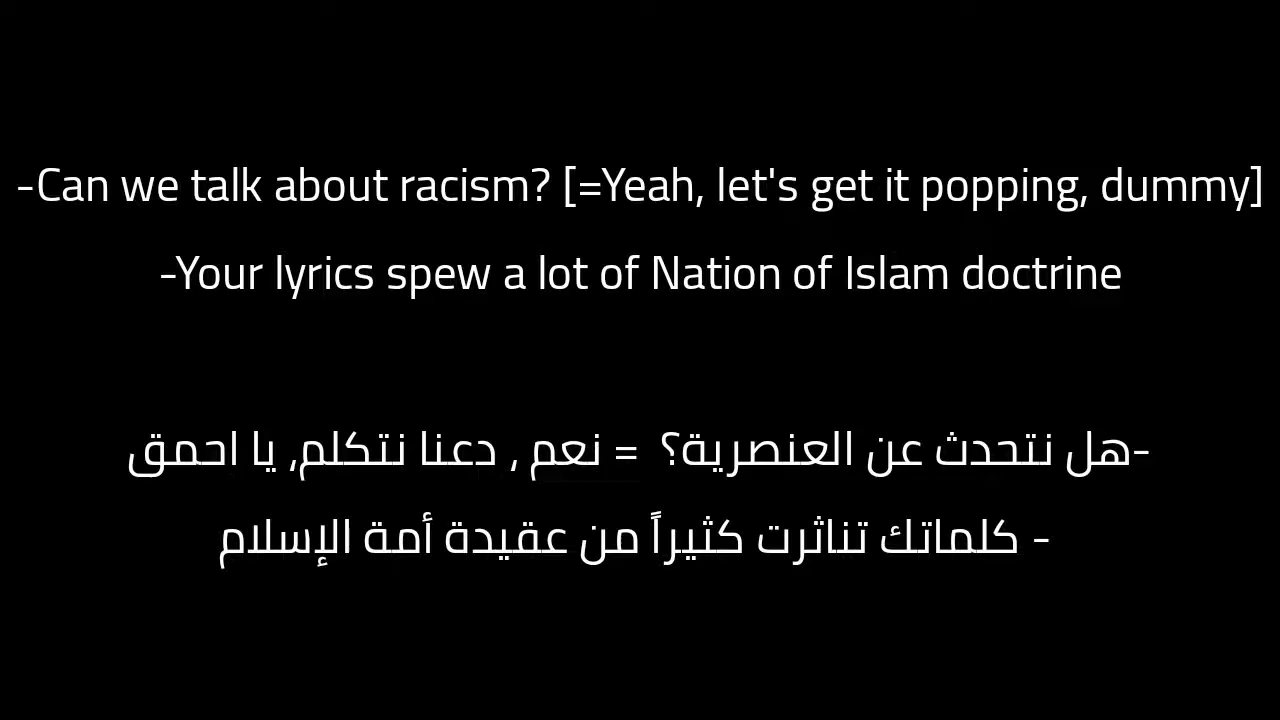 -Can we talk about racism? [=Yeah, let's get it popping, dummy]
-Your lyrics spew a lot of Nation of Islam doctrine
-هل نتحدث عن العنصرية؟ = نعم , دعنا نتكلم, يا احمق
- كلماتك تناثرت كثيراً من عقيدة أمة الإسلام